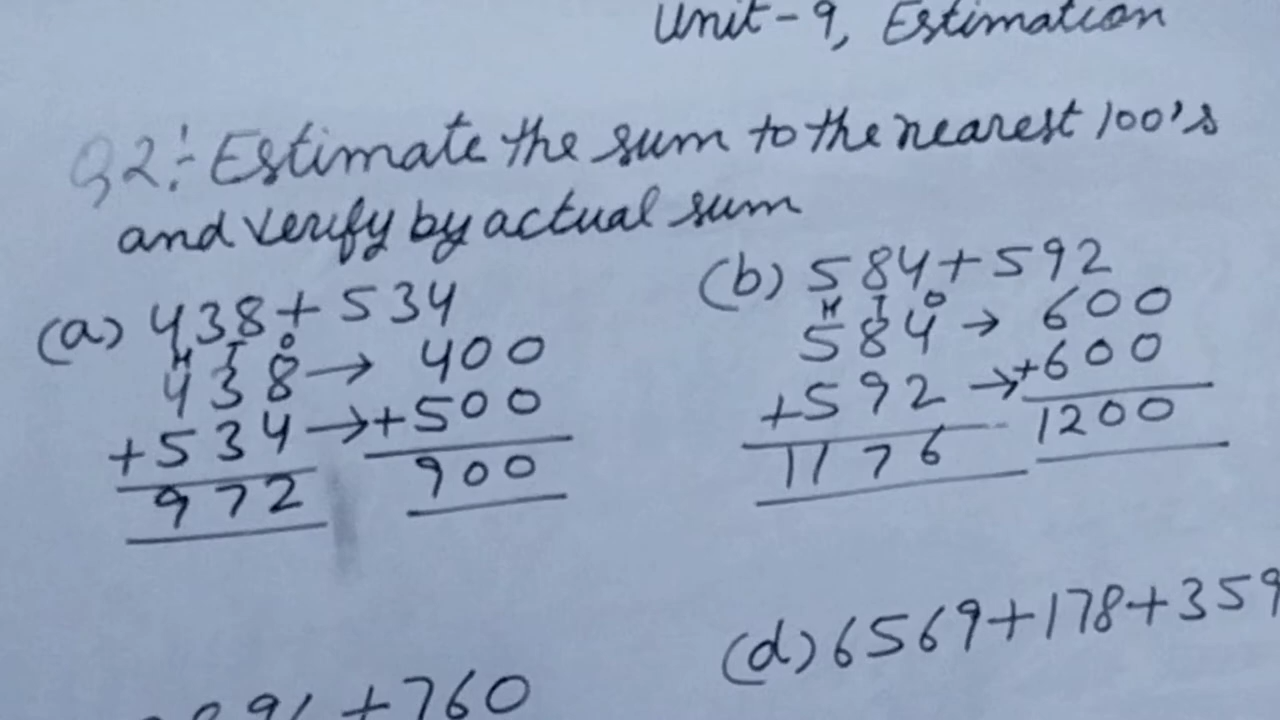 Unit-9, Estimation
Q2:- Estimate the sum to the nearest 100's
and verify by actual sum
(a) 438+534
H T O
438 → 400
+534 → +500
972 900
(b) 584+592
H T O
584 → 600
+592 → +600
1176 1200
(d) 6569+178+359
+760